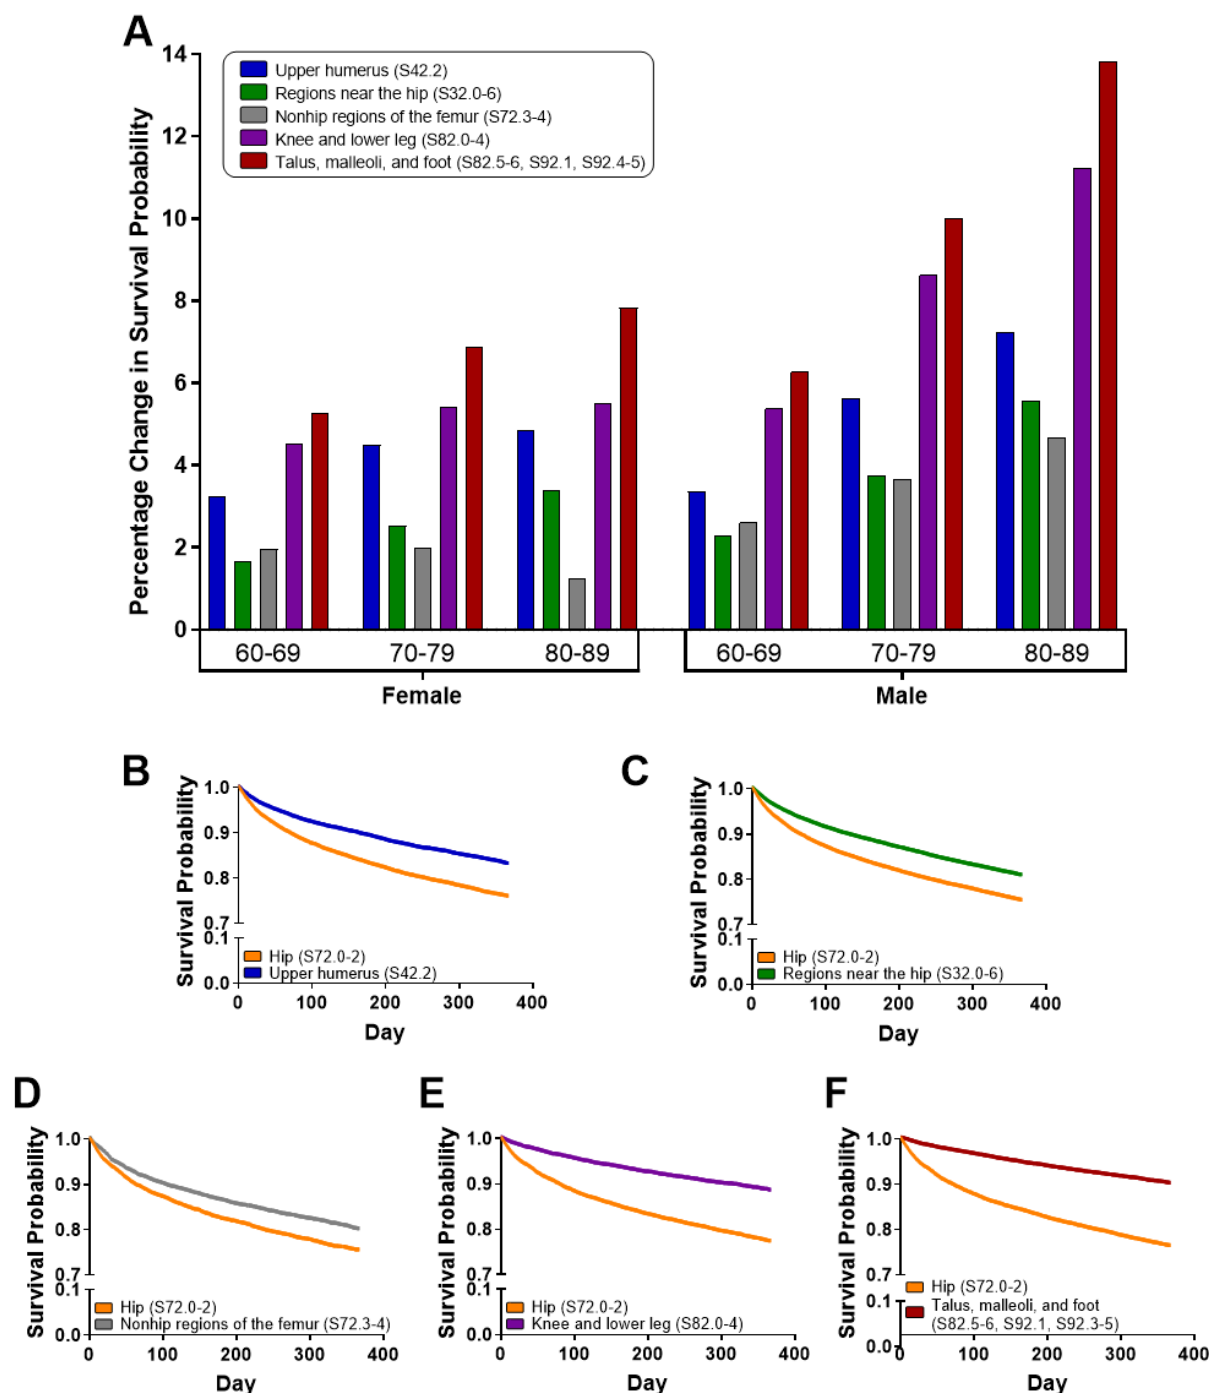 A
Percentage Change in Survival Probability
14
12
10
8
6
4
2
0
Upper humerus (S42.2)
Regions near the hip (S32.0-6)
Nonhip regions of the femur (S72.3-4)
Knee and lower leg (S82.0-4)
Talus, malleoli, and foot (S82.5-6, S92.1, S92.4-5)
60-69 70-79 80-89 60-69 70-79 80-89
Female Male
B
Survival Probability
1.0
0.9
0.8
0.7
0.1
0.0
Hip (S72.0-2)
Upper humerus (S42.2)
0 100 200 300 400
Day
C
Survival Probability
1.0
0.9
0.8
0.7
0.1
0.0
Hip (S72.0-2)
Regions near the hip (S32.0-6)
0 100 200 300 400
Day
D
Survival Probability
1.0
0.9
0.8
0.7
0.1
0.0
Hip (S72.0-2)
Nonhip regions of the femur (S72.3-4)
0 100 200 300 400
Day
E
Survival Probability
1.0
0.9
0.8
0.7
0.1
0.0
Hip (S72.0-2)
Knee and lower leg (S82.0-4)
0 100 200 300 400
Day
F
Survival Probability
1.0
0.9
0.8
0.7
0.1
0.0
Hip (S72.0-2)
Talus, malleoli, and foot
(S82.5-6, S92.1, S92.3-5)
0 100 200 300 400
Day